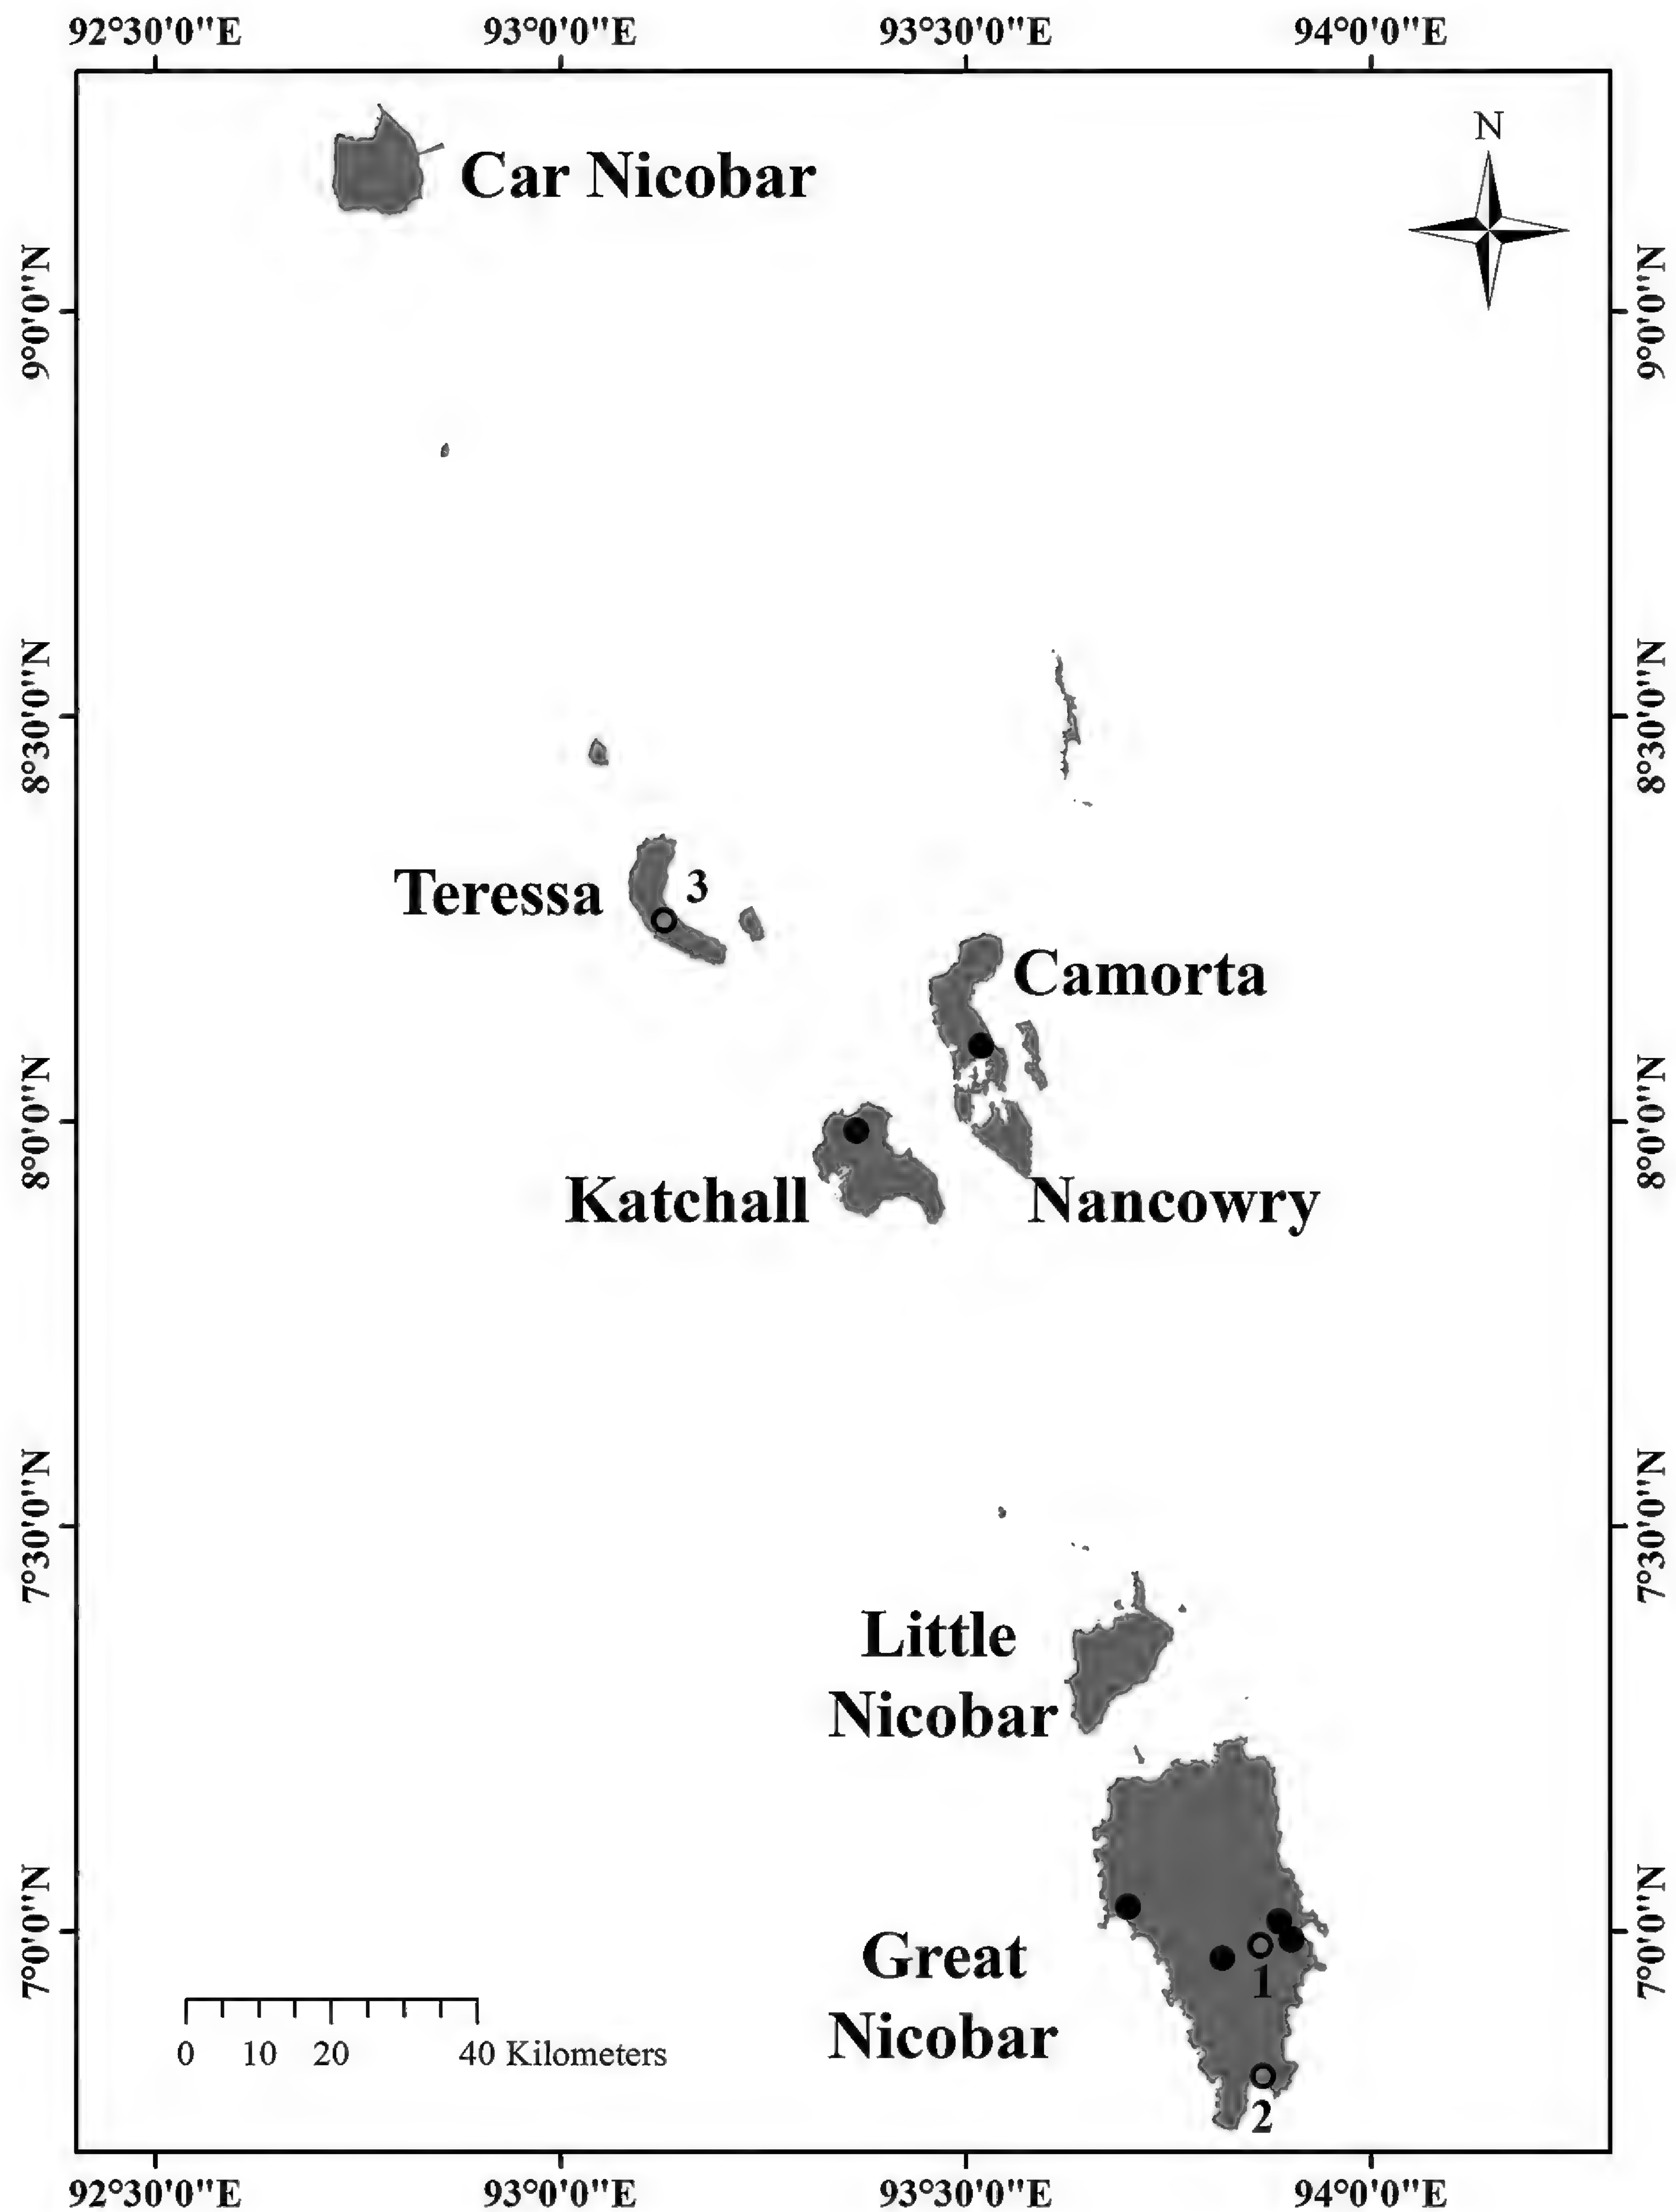 92°30'0"E 93°0'0"E 93°30'0"E 94°0'0"E
N
Car Nicobar
9°0'0"N 9°0'0"N
8°30'0"N 8°30'0"N
Teressa 3
Camorta
8°0'0"N 8°0'0"N
Katchall Nancowry
7°30'0"N 7°30'0"N
Little
Nicobar
7°0'0"N 7°0'0"N
Great
1
Nicobar
0 10 20 40 Kilometers
2
92°30'0"E 93°0'0"E 93°30'0"E 94°0'0"E